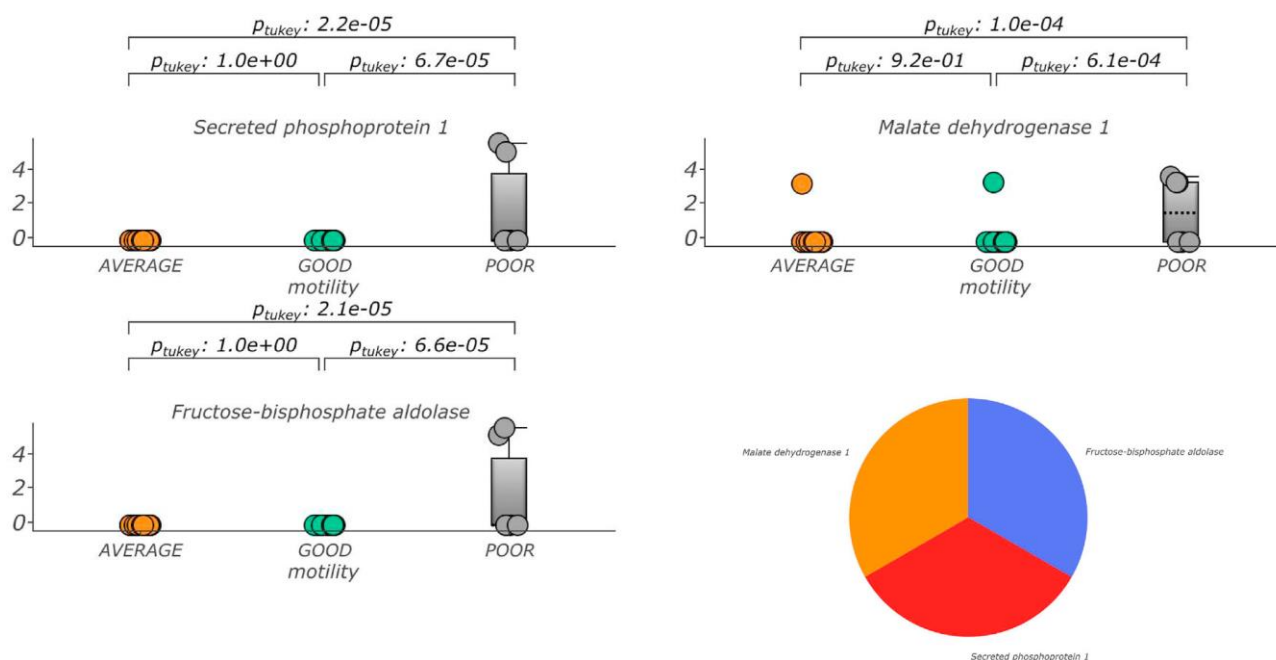 p_tukey: 2.2e-05
p_tukey: 1.0e+00 p_tukey: 6.7e-05
Secreted phosphoprotein 1
4
2
0
AVERAGE GOOD POOR
motility
p_tukey: 1.0e-04
p_tukey: 9.2e-01 p_tukey: 6.1e-04
Malate dehydrogenase 1
4
2
0
AVERAGE GOOD POOR
motility
p_tukey: 2.1e-05
p_tukey: 1.0e+00 p_tukey: 6.6e-05
Fructose-bisphosphate aldolase
4
2
0
AVERAGE GOOD POOR
motility
Malate dehydrogenase 1
Fructose-bisphosphate aldolase
Secreted phosphoprotein 1